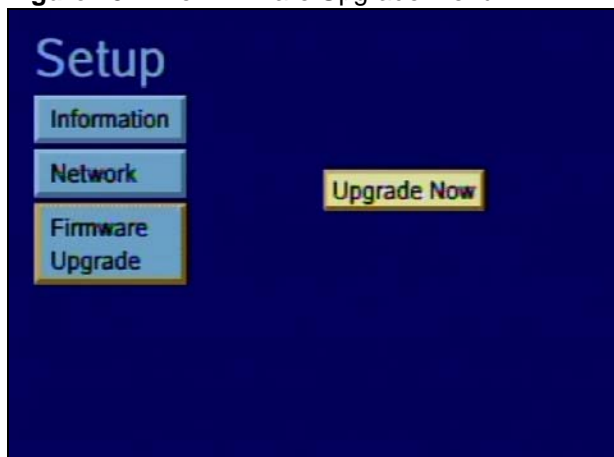 Setup
Information
Network
Upgrade Now
Firmware
Upgrade